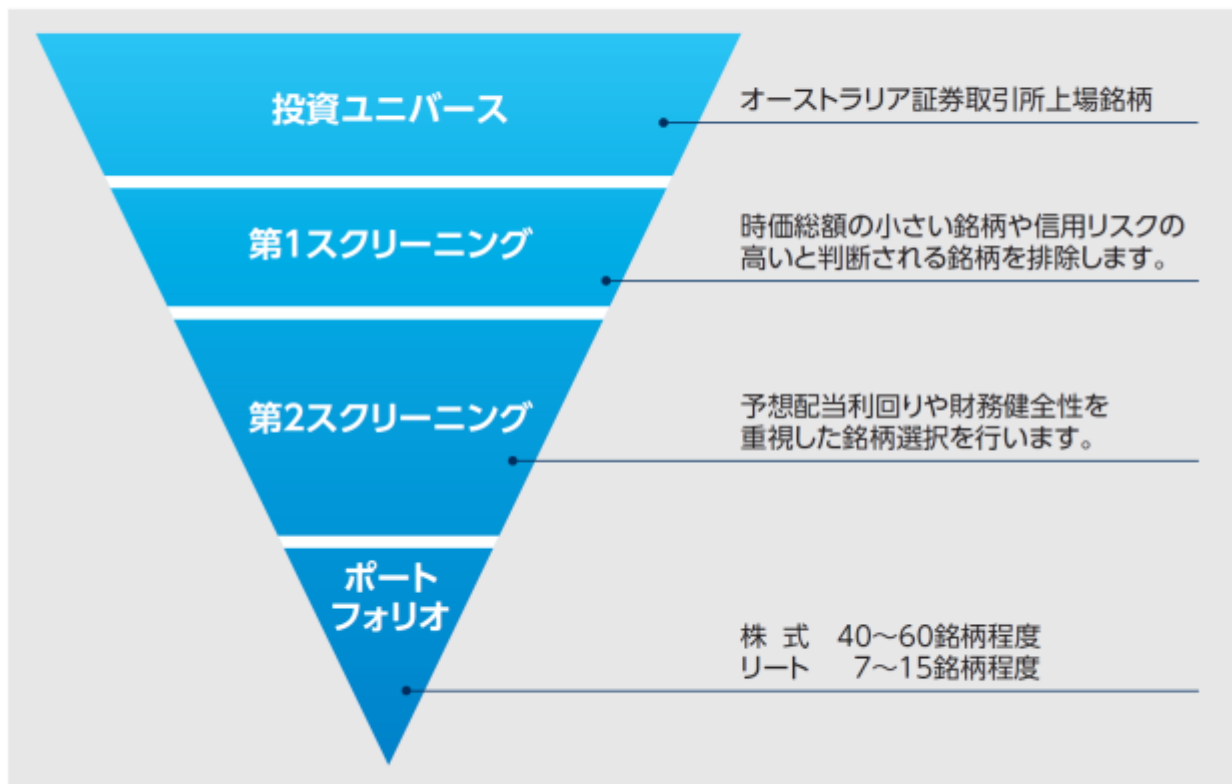 投資ユニバース
オーストラリア証券取引所上場銘柄
第1スクリーニング
時価総額の小さい銘柄や信用リスクの
高いと判断される銘柄を排除します。
第2スクリーニング
予想配当利回りや財務健全性を
重視した銘柄選択を行います。
ポート
フォリオ
株 式　40〜60銘柄程度
リート　7〜15銘柄程度